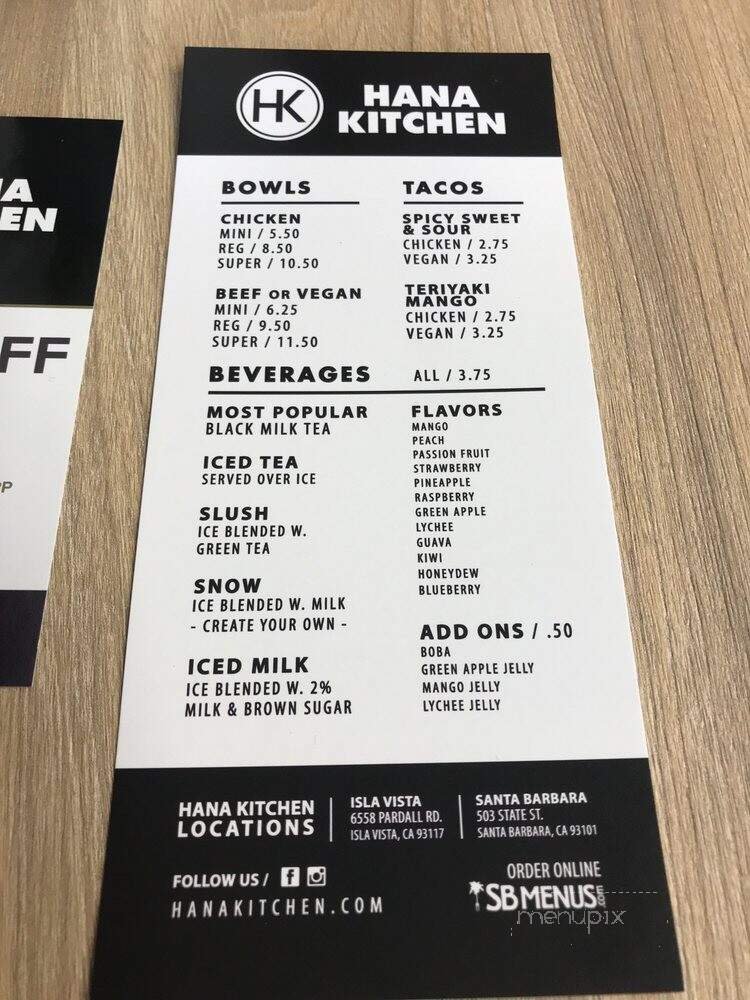 HK
HANA
KITCHEN
BOWLS
CHICKEN
MINI / 5.50
REG / 8.50
SUPER / 10.50
BEEF OR VEGAN
MINI / 6.25
REG / 9.50
SUPER / 11.50
TACOS
SPICY SWEET
& SOUR
CHICKEN / 2.75
VEGAN / 3.25
TERIYAKI
MANGO
CHICKEN / 2.75
VEGAN / 3.25
BEVERAGES ALL / 3.75
MOST POPULAR
BLACK MILK TEA
ICED TEA
SERVED OVER ICE
SLUSH
ICE BLENDED W.
GREEN TEA
SNOW
ICE BLENDED W. MILK
- CREATE YOUR OWN -
ICED MILK
ICE BLENDED W. 2%
MILK & BROWN SUGAR
FLAVORS
MANGO
PEACH
PASSION FRUIT
STRAWBERRY
PINEAPPLE
RASPBERRY
GREEN APPLE
LYCHEE
GUAVA
KIWI
HONEYDEW
BLUEBERRY
ADD ONS / .50
BOBA
GREEN APPLE JELLY
MANGO JELLY
LYCHEE JELLY
HANA KITCHEN
LOCATIONS
ISLA VISTA
6558 PARDALL RD.
ISLA VISTA, CA 93117
SANTA BARBARA
503 STATE ST.
SANTA BARBARA, CA 93101
FOLLOW US /
HANAKITCHEN.COM
ORDER ONLINE
SBMENUS.COM
menupix
A
EN
FF
PP